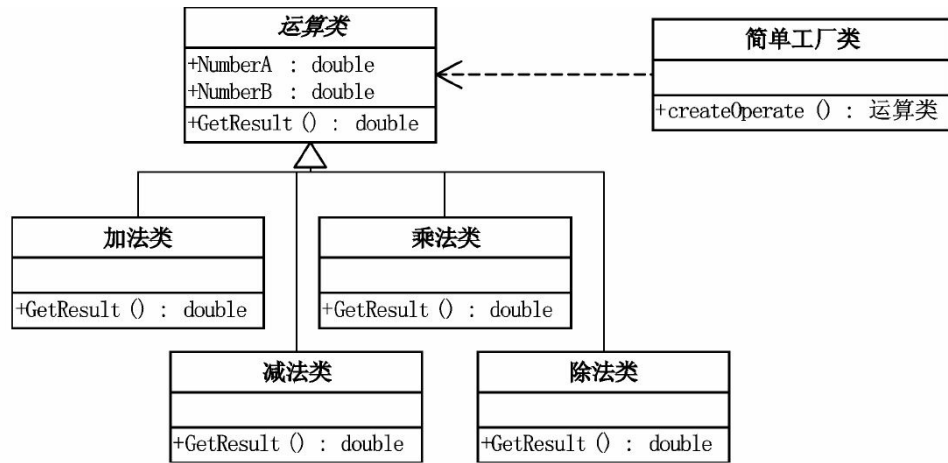 运算类
+NumberA : double
+NumberB : double
+GetResult () : double
简单工厂类
+createOperate () : 运算类
加法类
+GetResult () : double
乘法类
+GetResult () : double
减法类
+GetResult () : double
除法类
+GetResult () : double